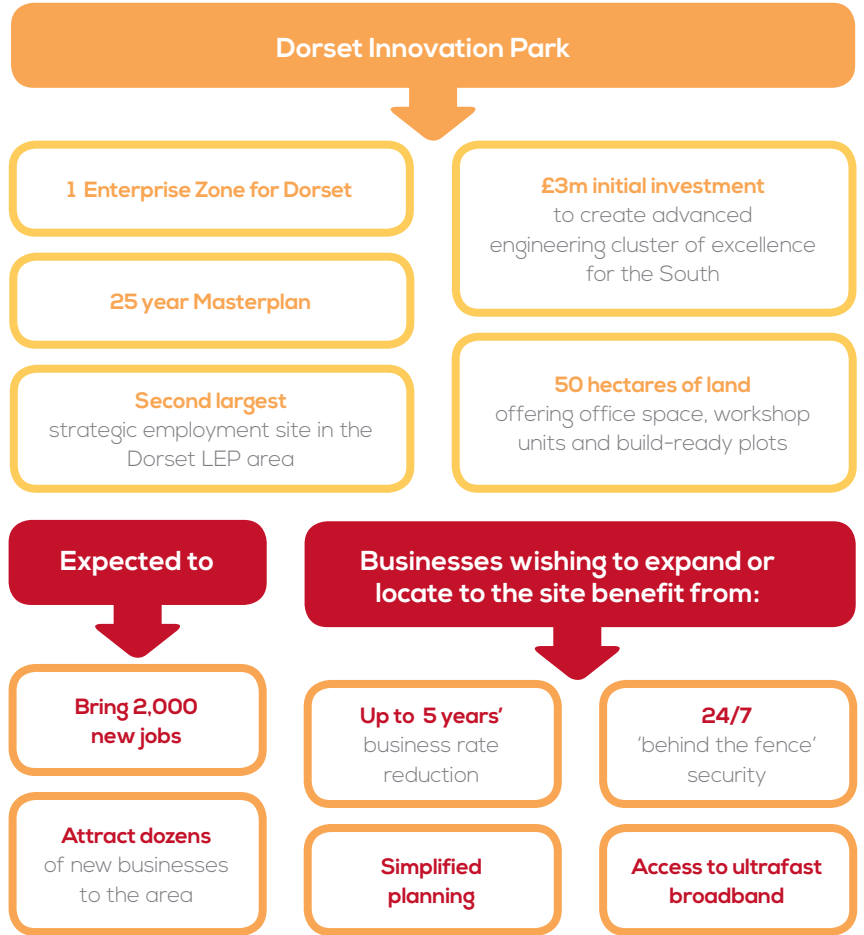 Dorset Innovation Park
1 Enterprise Zone for Dorset
25 year Masterplan
Second largest
strategic employment site in the
Dorset LEP area
£3m initial investment
to create advanced
engineering cluster of excellence
for the South
50 hectares of land
offering office space, workshop
units and build-ready plots
Expected to
Bring 2,000
new jobs
Attract dozens
of new businesses
to the area
Businesses wishing to expand or
locate to the site benefit from:
Up to 5 years’
business rate
reduction
24/7
‘behind the fence’
security
Simplified
planning
Access to ultrafast
broadband